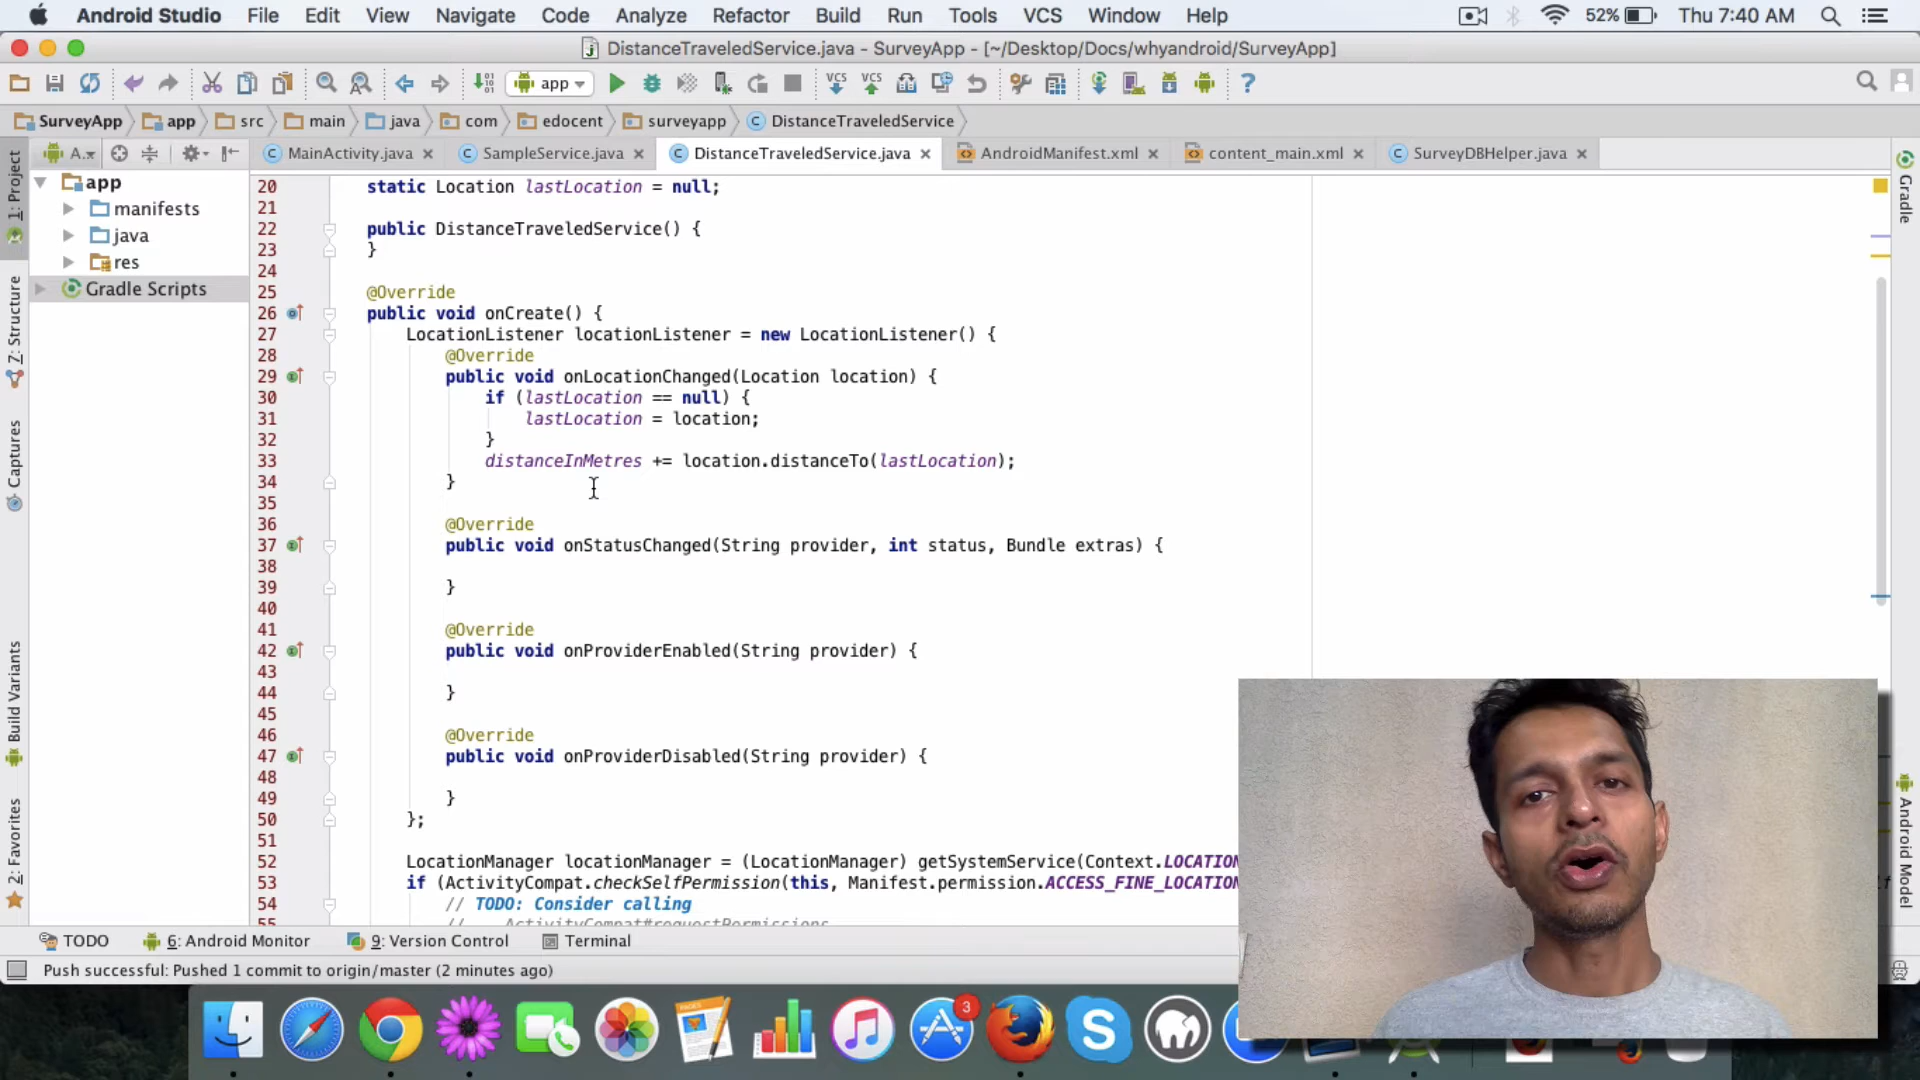 Android Studio File Edit View Navigate Code Analyze Refactor Build Run Tools VCS Window Help 52% Thu 7:40 AM
DistanceTraveledService.java - SurveyApp - [~/Desktop/Docs/whyandroid/SurveyApp]
app VCS VCS ?
SurveyApp app src main java com edocent surveyapp DistanceTraveledService
A... MainActivity.java SampleService.java DistanceTraveledService.java AndroidManifest.xml content_main.xml SurveyDBHelper.java
1: Project
7: Structure
Captures
Build Variants
2: Favorites
app
manifests
java
res
Gradle Scripts
20 static Location lastLocation = null;
21
22 public DistanceTraveledService() {
23 }
24
25 @Override
26 public void onCreate() {
27 LocationListener locationListener = new LocationListener() {
28 @Override
29 public void onLocationChanged(Location location) {
30 if (lastLocation == null) {
31 lastLocation = location;
32 }
33 distanceInMetres += location.distanceTo(lastLocation);
34 }
35
36 @Override
37 public void onStatusChanged(String provider, int status, Bundle extras) {
38
39 }
40
41 @Override
42 public void onProviderEnabled(String provider) {
43
44 }
45
46 @Override
47 public void onProviderDisabled(String provider) {
48
49 }
50 };
51
52 LocationManager locationManager = (LocationManager) getSystemService(Context.LOCATION
53 if (ActivityCompat.checkSelfPermission(this, Manifest.permission.ACCESS_FINE_LOCATION
54 // TODO: Consider calling
55 // ActivityCompat#requestPermissions
Gradle
Android Model
TODO 6: Android Monitor 9: Version Control Terminal
Push successful: Pushed 1 commit to origin/master (2 minutes ago)
PAGES
3